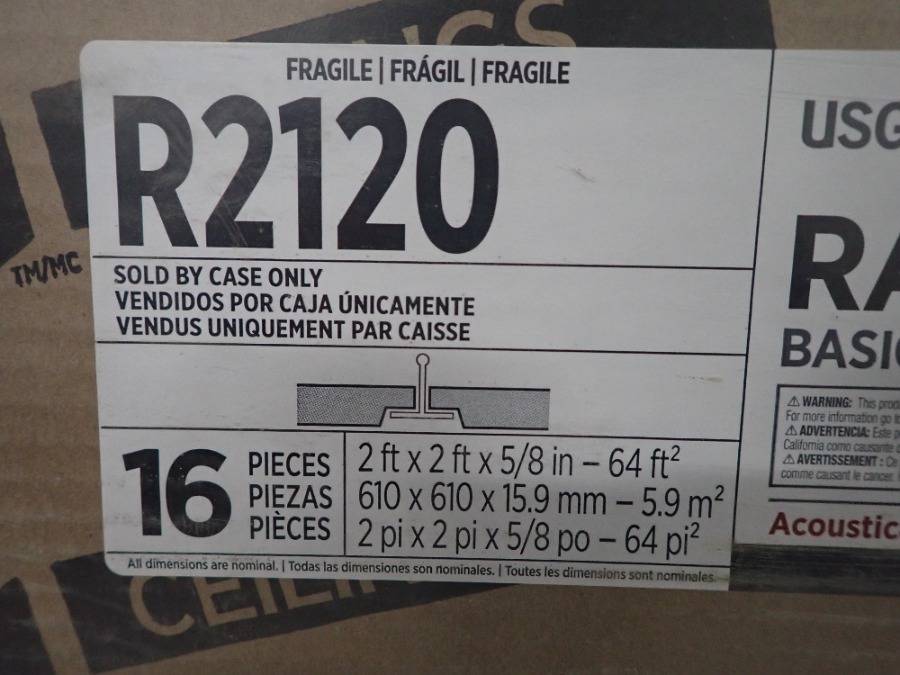 FRAGILE | FRÁGIL | FRAGILE
R2120
SOLD BY CASE ONLY
VENDIDOS POR CAJA ÚNICAMENTE
VENDUS UNIQUEMENT PAR CAISSE
16 PIECES
PIEZAS
PIÈCES
2 ft x 2 ft x 5/8 in – 64 ft²
610 x 610 x 15.9 mm – 5.9 m²
2 pi x 2 pi x 5/8 po – 64 pi²
All dimensions are nominal. | Todas las dimensiones son nominales. | Toutes les dimensions sont nominales.
TM/MC
USG
RA
BASIC
⚠ WARNING: This prod
For more information go to
⚠ ADVERTENCIA: Este p
California como causante
⚠ AVERTISSEMENT : Ce
comme causant le cancer.
Acoustic